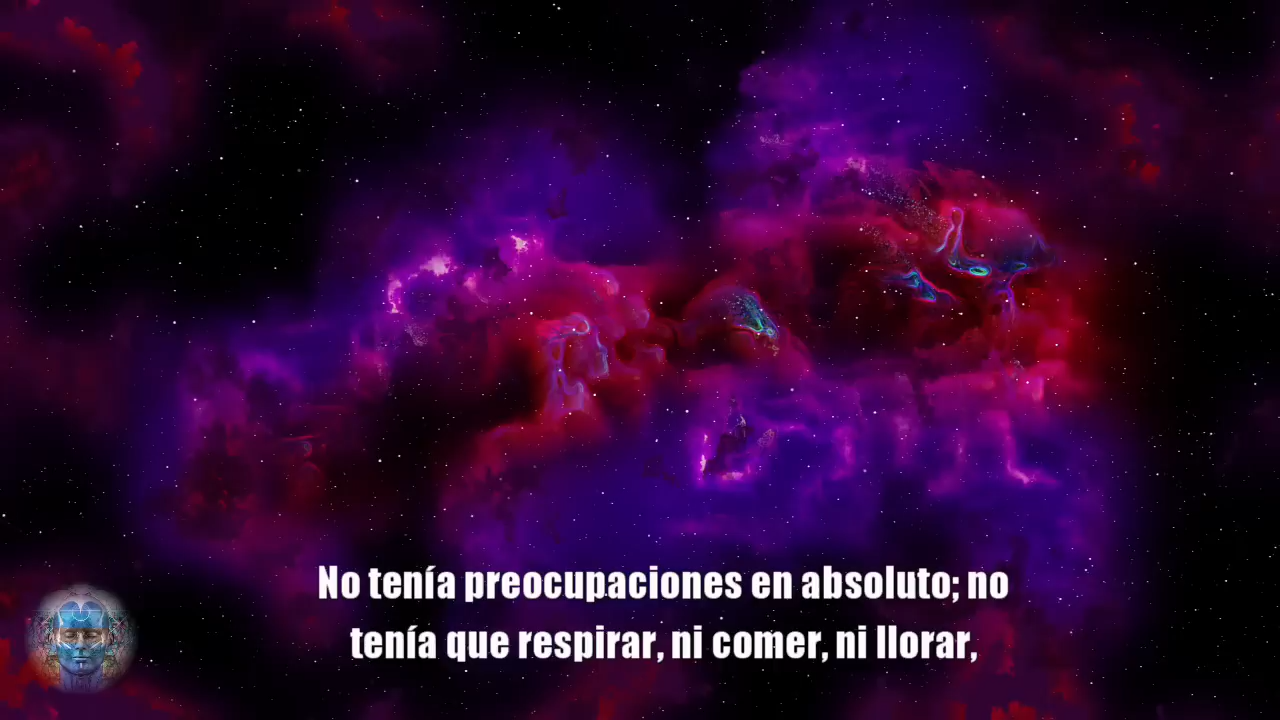 No tenía preocupaciones en absoluto; no
tenía que respirar, ni comer, ni llorar,